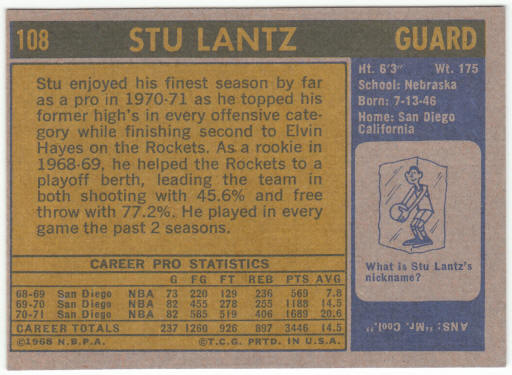 108 STU LANTZ GUARD
Stu enjoyed his finest season by far
as a pro in 1970-71 as he topped his
former high's in every offensive cate-
gory while finishing second to Elvin
Hayes on the Rockets. As a rookie in
1968-69, he helped the Rockets to a
playoff berth, leading the team in
both shooting with 45.6% and free
throw with 77.2%. He played in every
game the past 2 seasons.
CAREER PRO STATISTICS
G FG FT REB PTS AVG
68-69 San Diego NBA 73 220 129 236 569 7.8
69-70 San Diego NBA 82 455 278 255 1188 14.5
70-71 San Diego NBA 82 585 519 406 1689 20.6
CAREER TOTALS 237 1260 926 897 3446 14.5
©1968 N.B.P.A. ©T.C.G. PRTD. IN U.S.A.
Ht. 6'3" Wt. 175
School: Nebraska
Born: 7-13-46
Home: San Diego
California
What is Stu Lantz's
nickname?
ANS: "Mr.
Cool."